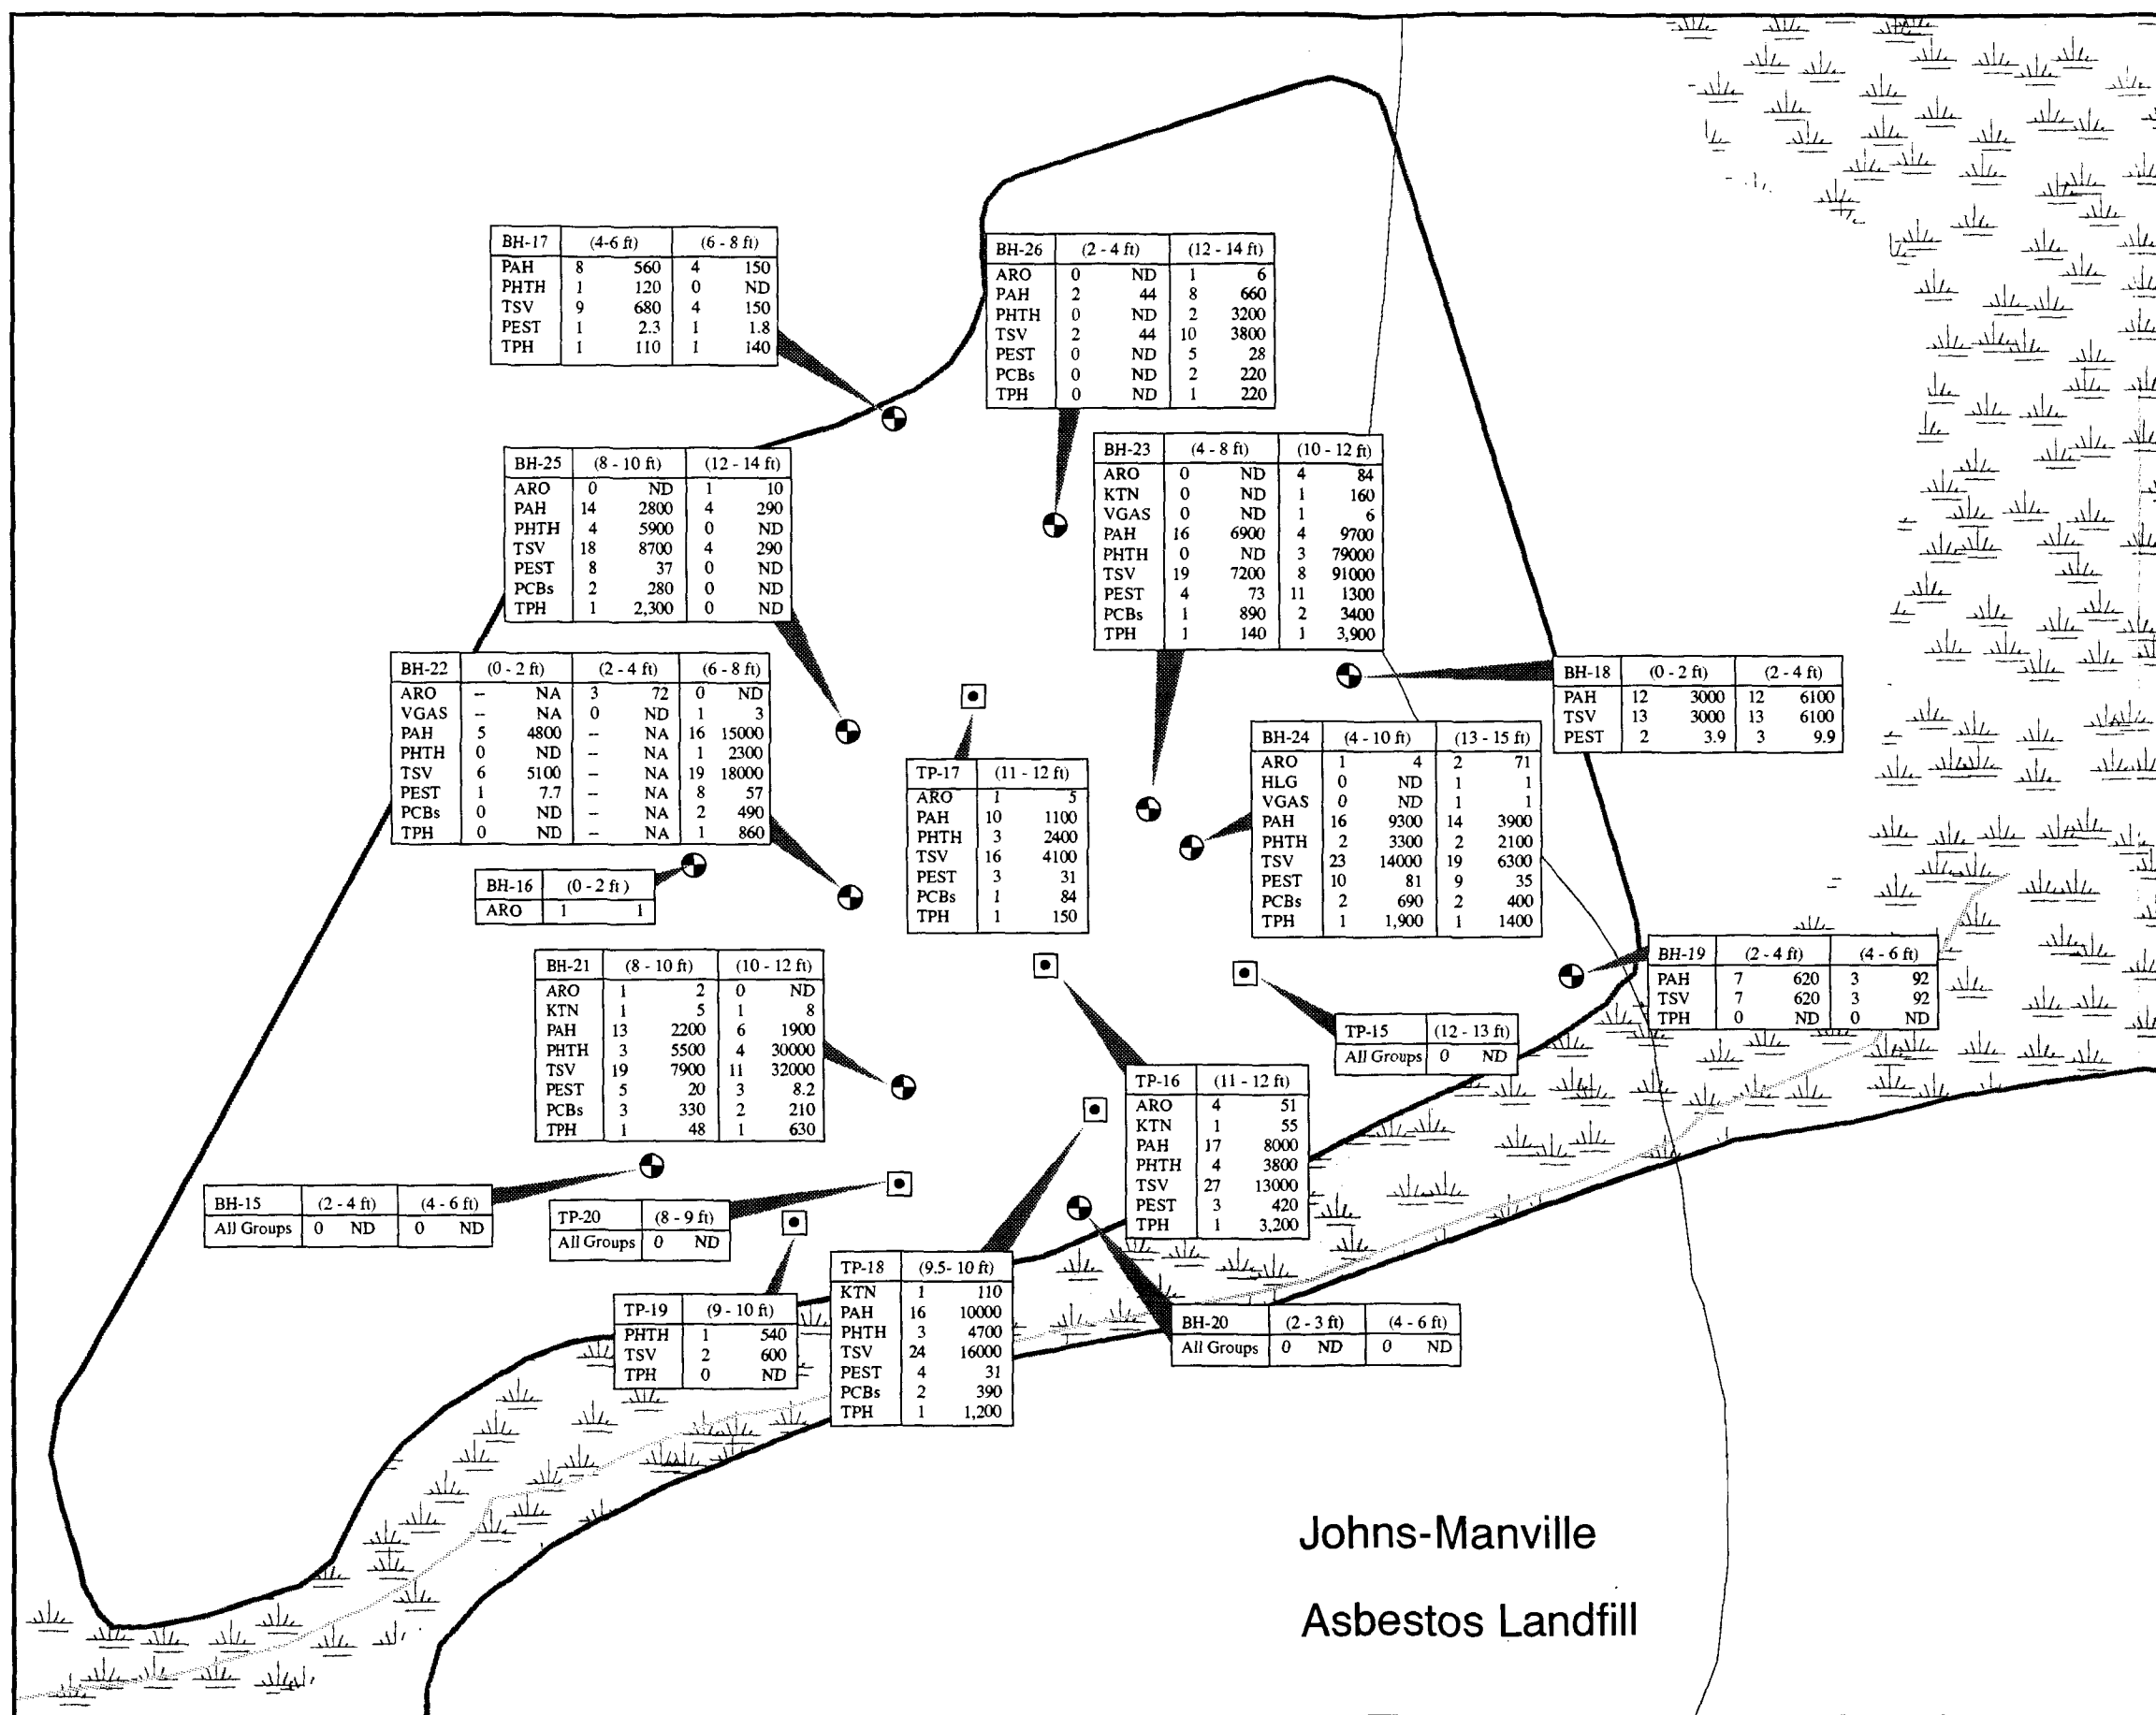 BH-17 (4-6 ft) (6 - 8 ft)
PAH 8 560 4 150
PHTH 1 120 0 ND
TSV 9 680 4 150
PEST 1 2.3 1 1.8
TPH 1 110 1 140
BH-26 (2 - 4 ft) (12 - 14 ft)
ARO 0 ND 1 6
PAH 2 44 8 660
PHTH 0 ND 2 3200
TSV 2 44 10 3800
PEST 0 ND 5 28
PCBs 0 ND 2 220
TPH 0 ND 1 220
BH-25 (8 - 10 ft) (12 - 14 ft)
ARO 0 ND 1 10
PAH 14 2800 4 290
PHTH 4 5900 0 ND
TSV 18 8700 4 290
PEST 8 37 0 ND
PCBs 2 280 0 ND
TPH 1 2,300 0 ND
BH-23 (4 - 8 ft) (10 - 12 ft)
ARO 0 ND 4 84
KTN 0 ND 1 160
VGAS 0 ND 1 6
PAH 16 6900 4 9700
PHTH 0 ND 3 79000
TSV 19 7200 8 91000
PEST 4 73 11 1300
PCBs 1 890 2 3400
TPH 1 140 1 3,900
BH-22 (0 - 2 ft) (2 - 4 ft) (6 - 8 ft)
ARO -- NA 3 72 0 ND
VGAS -- NA 0 ND 1 3
PAH 5 4800 -- NA 16 15000
PHTH 0 ND -- NA 1 2300
TSV 6 5100 -- NA 19 18000
PEST 1 7.7 -- NA 8 57
PCBs 0 ND -- NA 2 490
TPH 0 ND -- NA 1 860
BH-18 (0 - 2 ft) (2 - 4 ft)
PAH 12 3000 12 6100
TSV 13 3000 13 6100
PEST 2 3.9 3 9.9
BH-24 (4 - 10 ft) (13 - 15 ft)
ARO 1 4 2 71
HLG 0 ND 1 1
VGAS 0 ND 1 1
PAH 16 9300 14 3900
PHTH 2 3300 2 2100
TSV 23 14000 19 6300
PEST 10 81 9 35
PCBs 2 690 2 400
TPH 1 1,900 1 1400
TP-17 (11 - 12 ft)
ARO 1 5
PAH 10 1100
PHTH 3 2400
TSV 16 4100
PEST 3 31
PCBs 1 84
TPH 1 150
BH-16 (0 - 2 ft )
ARO 1 1
BH-21 (8 - 10 ft) (10 - 12 ft)
ARO 1 2 0 ND
KTN 1 5 1 8
PAH 13 2200 6 1900
PHTH 3 5500 4 30000
TSV 19 7900 11 32000
PEST 5 20 3 8.2
PCBs 3 330 2 210
TPH 1 48 1 630
BH-19 (2 - 4 ft) (4 - 6 ft)
PAH 7 620 3 92
TSV 7 620 3 92
TPH 0 ND 0 ND
TP-15 (12 - 13 ft)
All Groups 0 ND
TP-16 (11 - 12 ft)
ARO 4 51
KTN 1 55
PAH 17 8000
PHTH 4 3800
TSV 27 13000
PEST 3 420
TPH 1 3,200
BH-15 (2 - 4 ft) (4 - 6 ft)
All Groups 0 ND 0 ND
TP-20 (8 - 9 ft)
All Groups 0 ND
TP-18 (9.5- 10 ft)
KTN 1 110
PAH 16 10000
PHTH 3 4700
TSV 24 16000
PEST 4 31
PCBs 2 390
TPH 1 1,200
TP-19 (9 - 10 ft)
PHTH 1 540
TSV 2 600
TPH 0 ND
BH-20 (2 - 3 ft) (4 - 6 ft)
All Groups 0 ND 0 ND
Johns-Manville
Asbestos Landfill